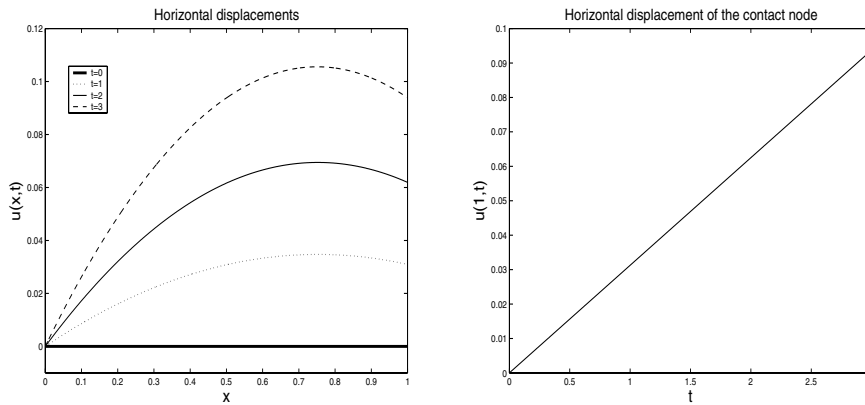 Horizontal displacements
0.12
0.1
0.08
0.06
0.04
0.02
0
u(x,t)
t=0
t=1
t=2
t=3
0 0.1 0.2 0.3 0.4 0.5 0.6 0.7 0.8 0.9 1
x
Horizontal displacement of the contact node
0.1
0.09
0.08
0.07
0.06
0.05
0.04
0.03
0.02
0.01
0
u(1,t)
0 0.5 1 1.5 2 2.5
t